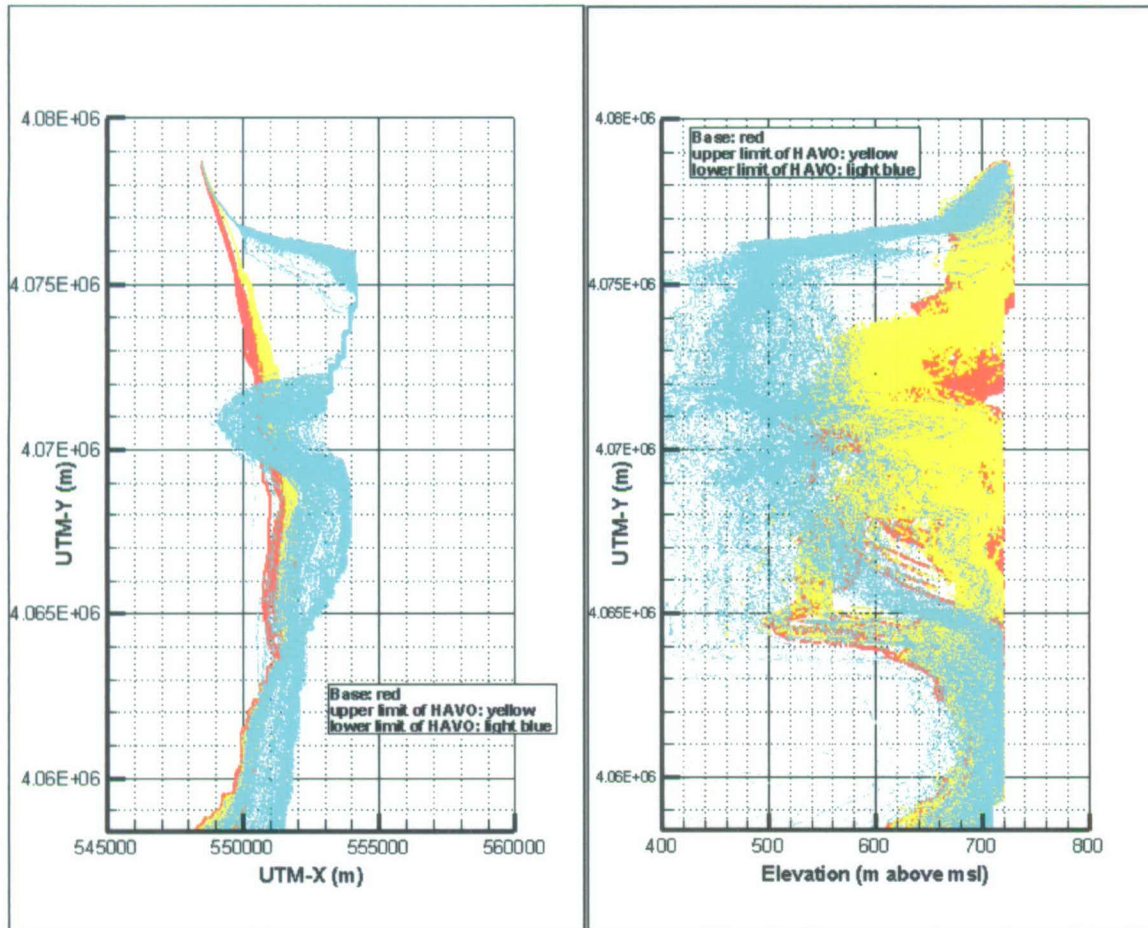 4.08E+06
4.075E+06
4.07E+06
4.065E+06
4.06E+06
UTM-Y (m)
545000 550000 555000 560000
UTM-X (m)
Base: red
upper limit of HAVO: yellow
lower limit of HAVO: light blue
4.08E+06
4.075E+06
4.07E+06
4.065E+06
4.06E+06
UTM-Y (m)
Base: red
upper limit of HAVO: yellow
lower limit of HAVO: light blue
400 500 600 700 800
Elevation (m above msl)